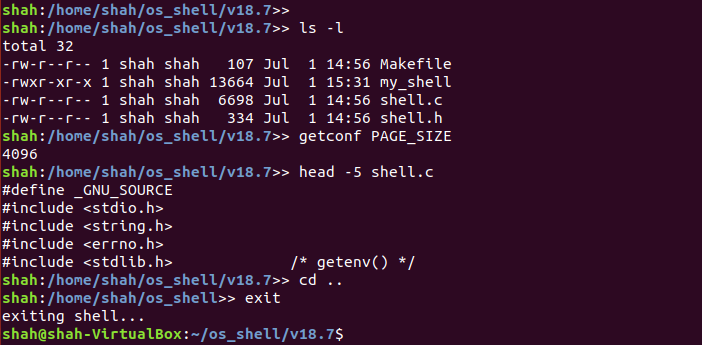 shah:/home/shah/os_shell/v18.7>>
shah:/home/shah/os_shell/v18.7>> ls -l
total 32
-rw-r--r-- 1 shah shah   107 Jul  1 14:56 Makefile
-rwxr-xr-x 1 shah shah 13664 Jul  1 15:31 my_shell
-rw-r--r-- 1 shah shah  6698 Jul  1 14:56 shell.c
-rw-r--r-- 1 shah shah   334 Jul  1 14:56 shell.h
shah:/home/shah/os_shell/v18.7>> getconf PAGE_SIZE
4096
shah:/home/shah/os_shell/v18.7>> head -5 shell.c
#define _GNU_SOURCE
#include <stdio.h>
#include <string.h>
#include <errno.h>
#include <stdlib.h>             /* getenv() */
shah:/home/shah/os_shell/v18.7>> cd ..
shah:/home/shah/os_shell>> exit
exiting shell...
shah@shah-VirtualBox:~/os_shell/v18.7$